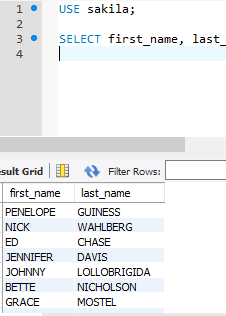 1 USE sakila;
2
3 SELECT first_name, last_
4
esult Grid Filter Rows:
first_name last_name
PENELOPE GUINESS
NICK WAHLBERG
ED CHASE
JENNIFER DAVIS
JOHNNY LOLLOBRIGIDA
BETTE NICHOLSON
GRACE MOSTEL